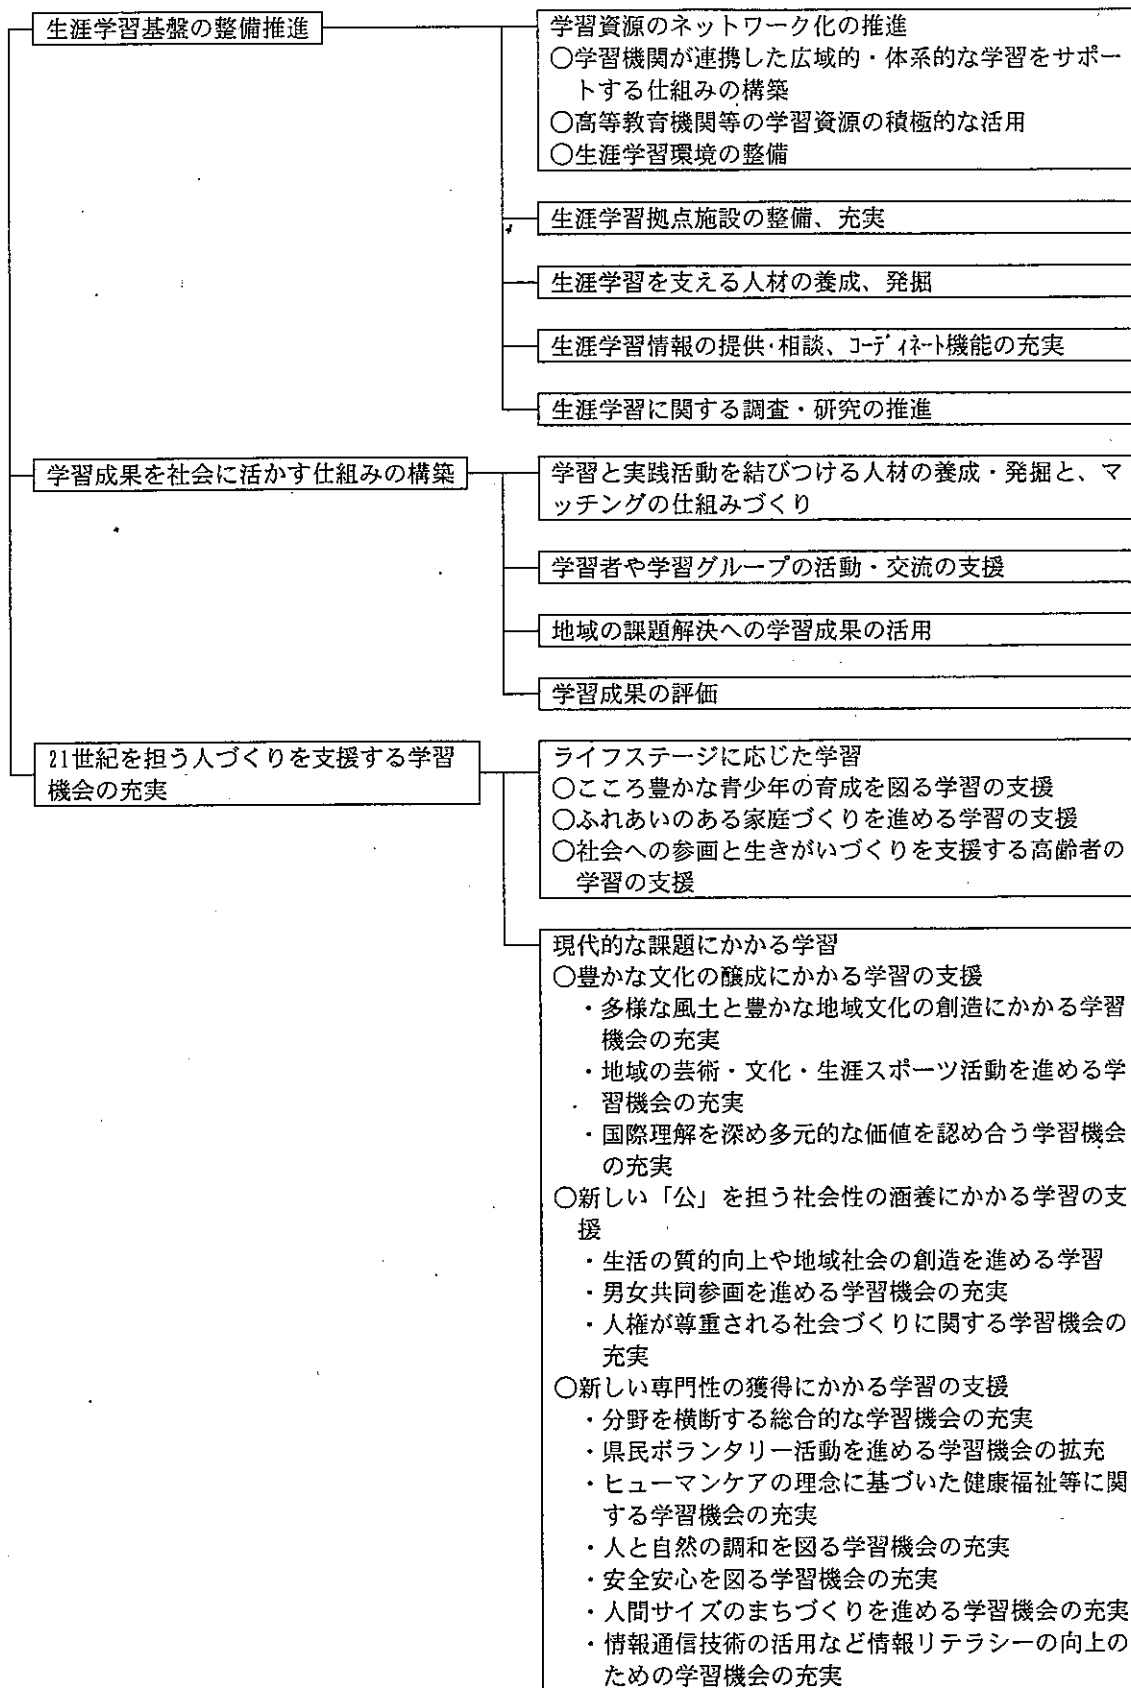 生涯学習基盤の整備推進
学習資源のネットワーク化の推進
○学習機関が連携した広域的・体系的な学習をサポー
トする仕組みの構築
○高等教育機関等の学習資源の積極的な活用
○生涯学習環境の整備
生涯学習拠点施設の整備、充実
生涯学習を支える人材の養成、発掘
生涯学習情報の提供・相談、ｺｰﾃﾞｨﾈｰﾄ機能の充実
生涯学習に関する調査・研究の推進
学習成果を社会に活かす仕組みの構築
学習と実践活動を結びつける人材の養成・発掘と、マ
ッチングの仕組みづくり
学習者や学習グループの活動・交流の支援
地域の課題解決への学習成果の活用
学習成果の評価
21世紀を担う人づくりを支援する学習
機会の充実
ライフステージに応じた学習
○こころ豊かな青少年の育成を図る学習の支援
○ふれあいのある家庭づくりを進める学習の支援
○社会への参画と生きがいづくりを支援する高齢者の
学習の支援
現代的な課題にかかる学習
○豊かな文化の醸成にかかる学習の支援
・多様な風土と豊かな地域文化の創造にかかる学習
機会の充実
・地域の芸術・文化・生涯スポーツ活動を進める学
習機会の充実
・国際理解を深め多元的な価値を認め合う学習機会
の充実
○新しい「公」を担う社会性の涵養にかかる学習の支
援
・生活の質的向上や地域社会の創造を進める学習
・男女共同参画を進める学習機会の充実
・人権が尊重される社会づくりに関する学習機会の
充実
○新しい専門性の獲得にかかる学習の支援
・分野を横断する総合的な学習機会の充実
・県民ボランタリー活動を進める学習機会の拡充
・ヒューマンケアの理念に基づいた健康福祉等に関
する学習機会の充実
・人と自然の調和を図る学習機会の充実
・安全安心を図る学習機会の充実
・人間サイズのまちづくりを進める学習機会の充実
・情報通信技術の活用など情報リテラシーの向上の
ための学習機会の充実